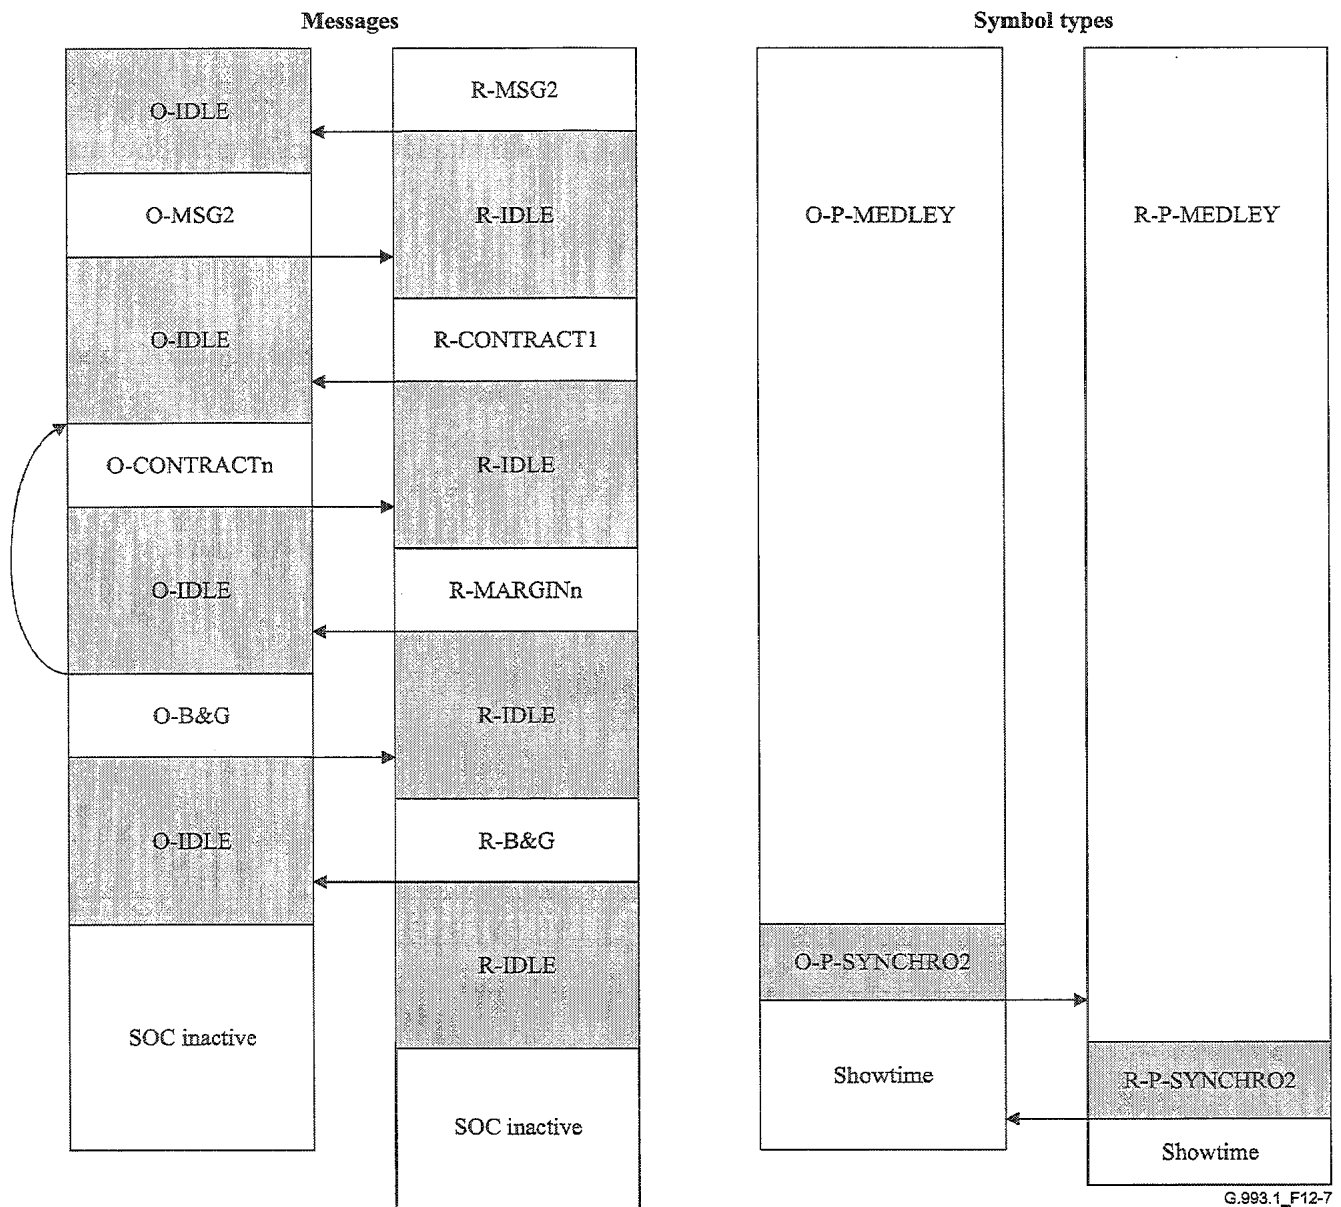 Messages
Symbol types
R-MSG2
O-IDLE
O-MSG2
R-IDLE
O-P-MEDLEY
R-P-MEDLEY
O-IDLE
R-CONTRACT1
O-CONTRACTn
R-IDLE
O-IDLE
R-MARGINn
O-B&G
R-IDLE
O-IDLE
R-B&G
R-IDLE
O-P-SYNCHRO2
SOC inactive
Showtime
R-P-SYNCHRO2
SOC inactive
Showtime
G.993.1_F12-7